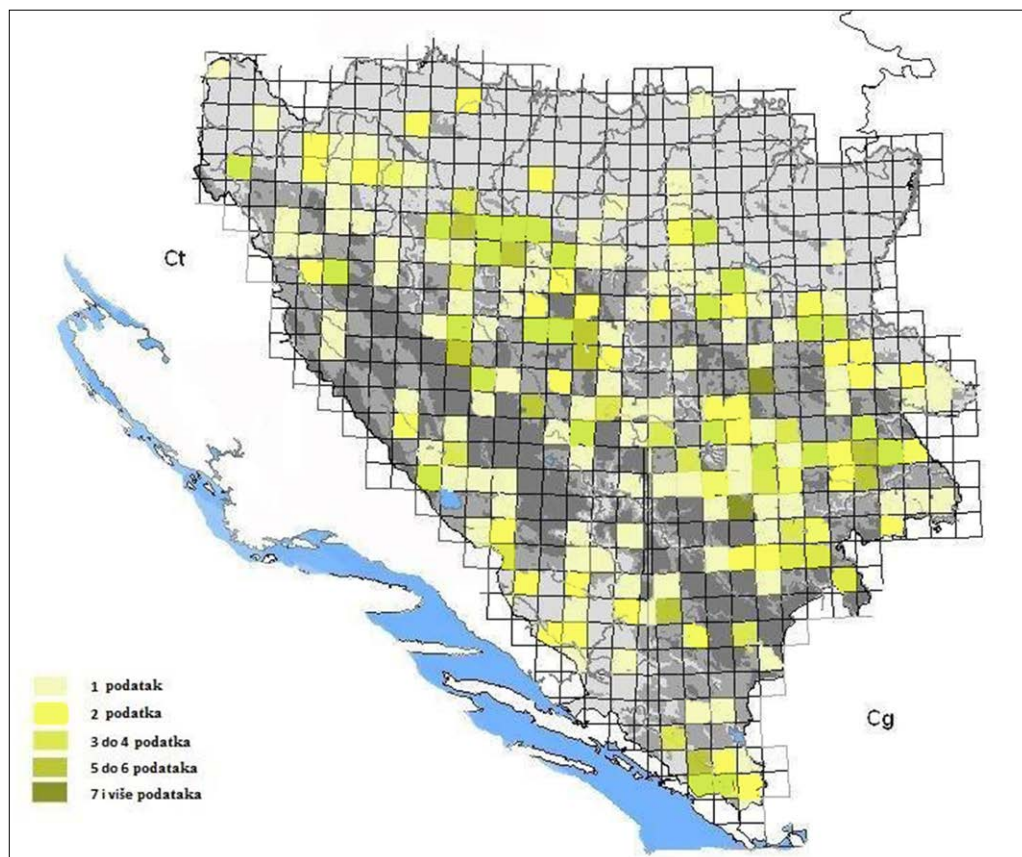 Ct
1 podatak
2 podatka
3 do 4 podatka
5 do 6 podataka
7 i više podataka
Cg